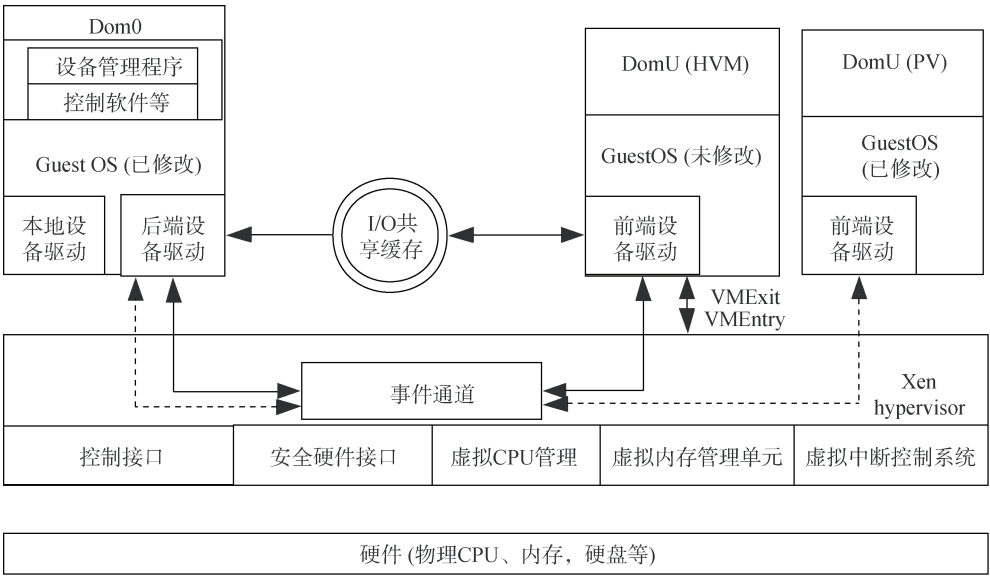 Dom0
设备管理程序
控制软件等
Guest OS (已修改)
本地设
备驱动
后端设
备驱动
I/O共
享缓存
DomU (HVM)
GuestOS (未修改)
前端设
备驱动
DomU (PV)
GuestOS
(已修改)
前端设
备驱动
VMExit
VMEntry
事件通道
Xen
hypervisor
控制接口
安全硬件接口
虚拟CPU管理
虚拟内存管理单元
虚拟中断控制系统
硬件 (物理CPU、内存，硬盘等)